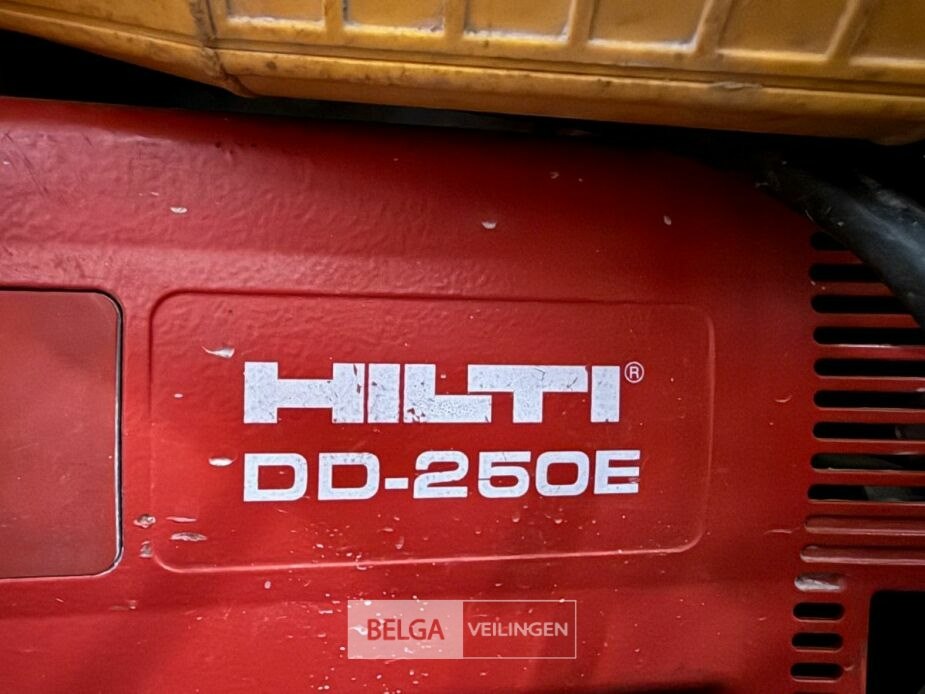 HILTI®
DD-250E
BELGA VEILINGEN